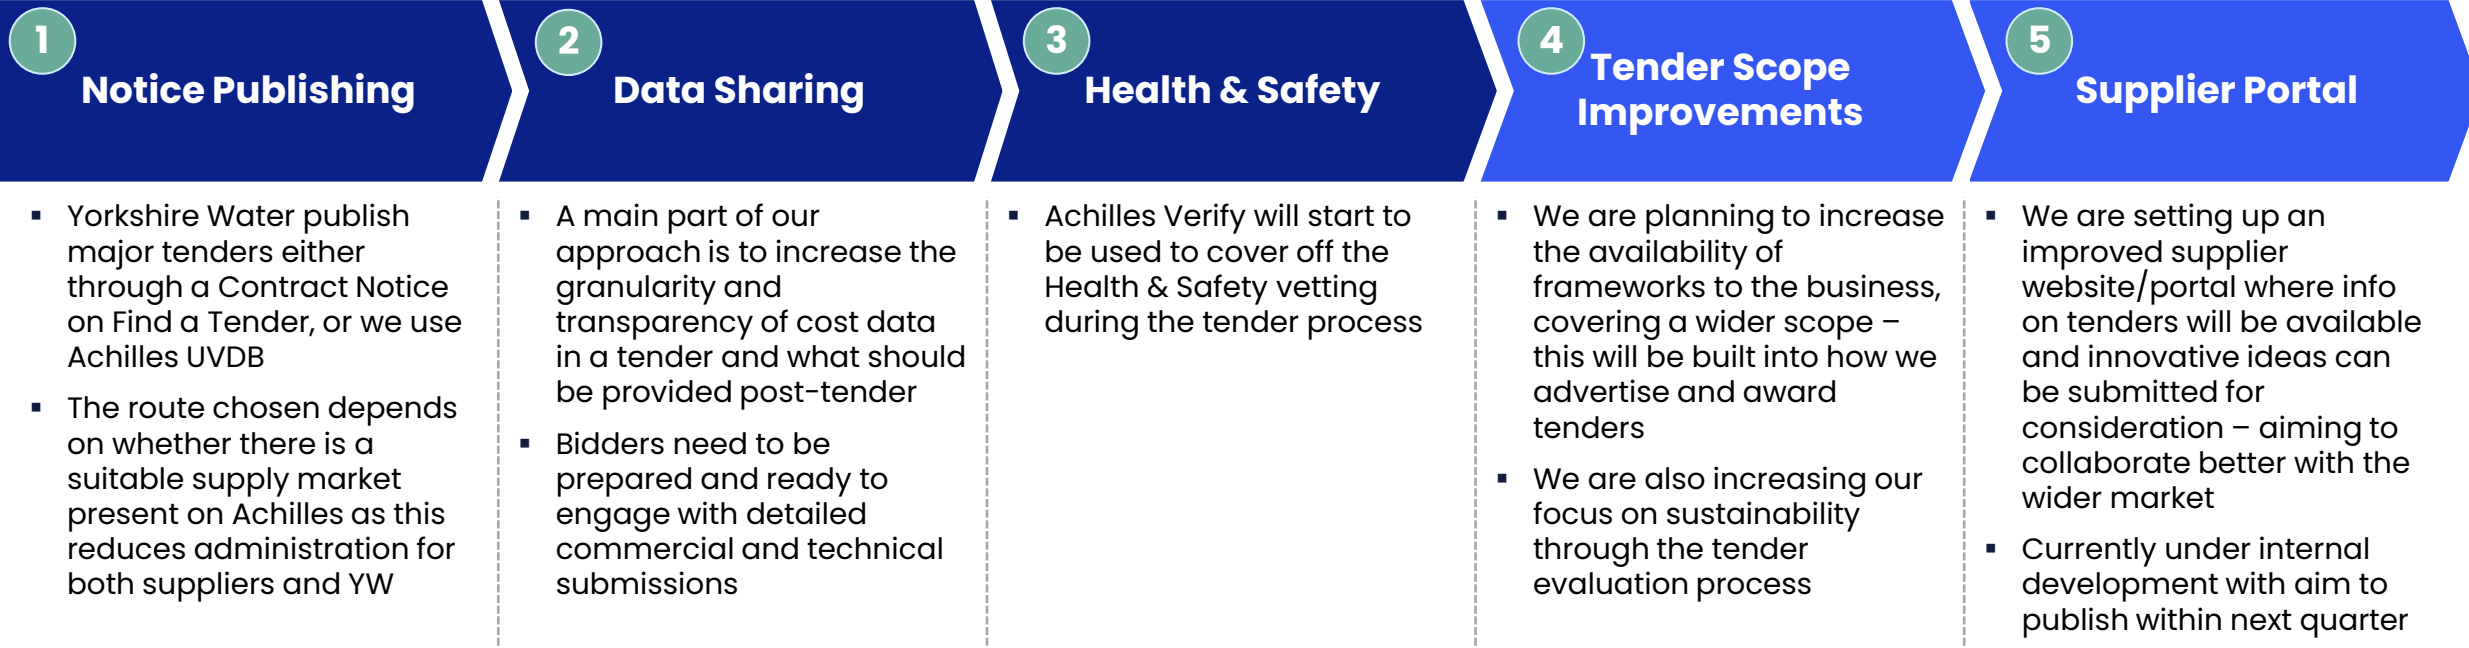 1
Notice Publishing
▪ Yorkshire Water publish
major tenders either
through a Contract Notice
on Find a Tender, or we use
Achilles UVDB
▪ The route chosen depends
on whether there is a
suitable supply market
present on Achilles as this
reduces administration for
both suppliers and YW
2
Data Sharing
▪ A main part of our
approach is to increase the
granularity and
transparency of cost data
in a tender and what should
be provided post-tender
▪ Bidders need to be
prepared and ready to
engage with detailed
commercial and technical
submissions
3
Health & Safety
▪ Achilles Verify will start to
be used to cover off the
Health & Safety vetting
during the tender process
4
Tender Scope
Improvements
▪ We are planning to increase
the availability of
frameworks to the business,
covering a wider scope –
this will be built into how we
advertise and award
tenders
▪ We are also increasing our
focus on sustainability
through the tender
evaluation process
5
Supplier Portal
▪ We are setting up an
improved supplier
website/portal where info
on tenders will be available
and innovative ideas can
be submitted for
consideration – aiming to
collaborate better with the
wider market
▪ Currently under internal
development with aim to
publish within next quarter